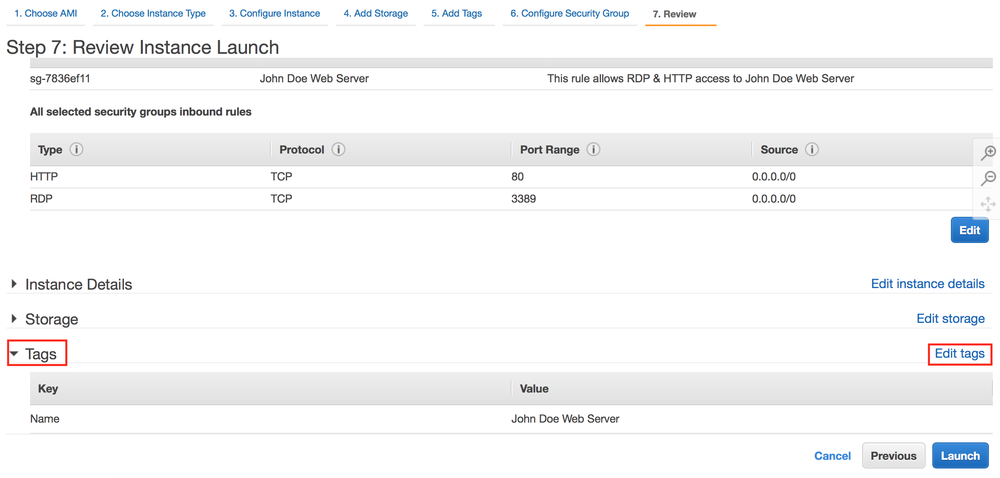 1. Choose AMI 2. Choose Instance Type 3. Configure Instance 4. Add Storage 5. Add Tags 6. Configure Security Group 7. Review
Step 7: Review Instance Launch
sg-7836ef11 John Doe Web Server This rule allows RDP & HTTP access to John Doe Web Server
All selected security groups inbound rules
Type i Protocol i Port Range i Source i
HTTP TCP 80 0.0.0.0/0
RDP TCP 3389 0.0.0.0/0
Edit
Instance Details Edit instance details
Storage Edit storage
Tags Edit tags
Key Value
Name John Doe Web Server
Cancel Previous Launch